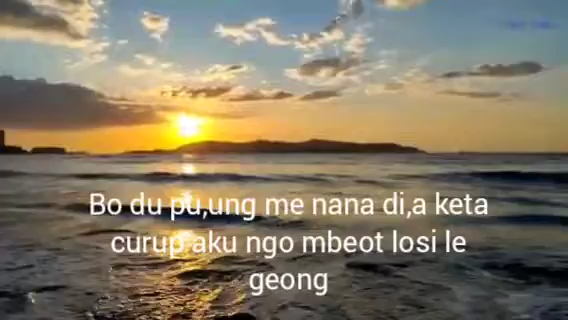 Bo du pu,ung me nana di,a keta
curup aku ngo mbeot losi le
geong